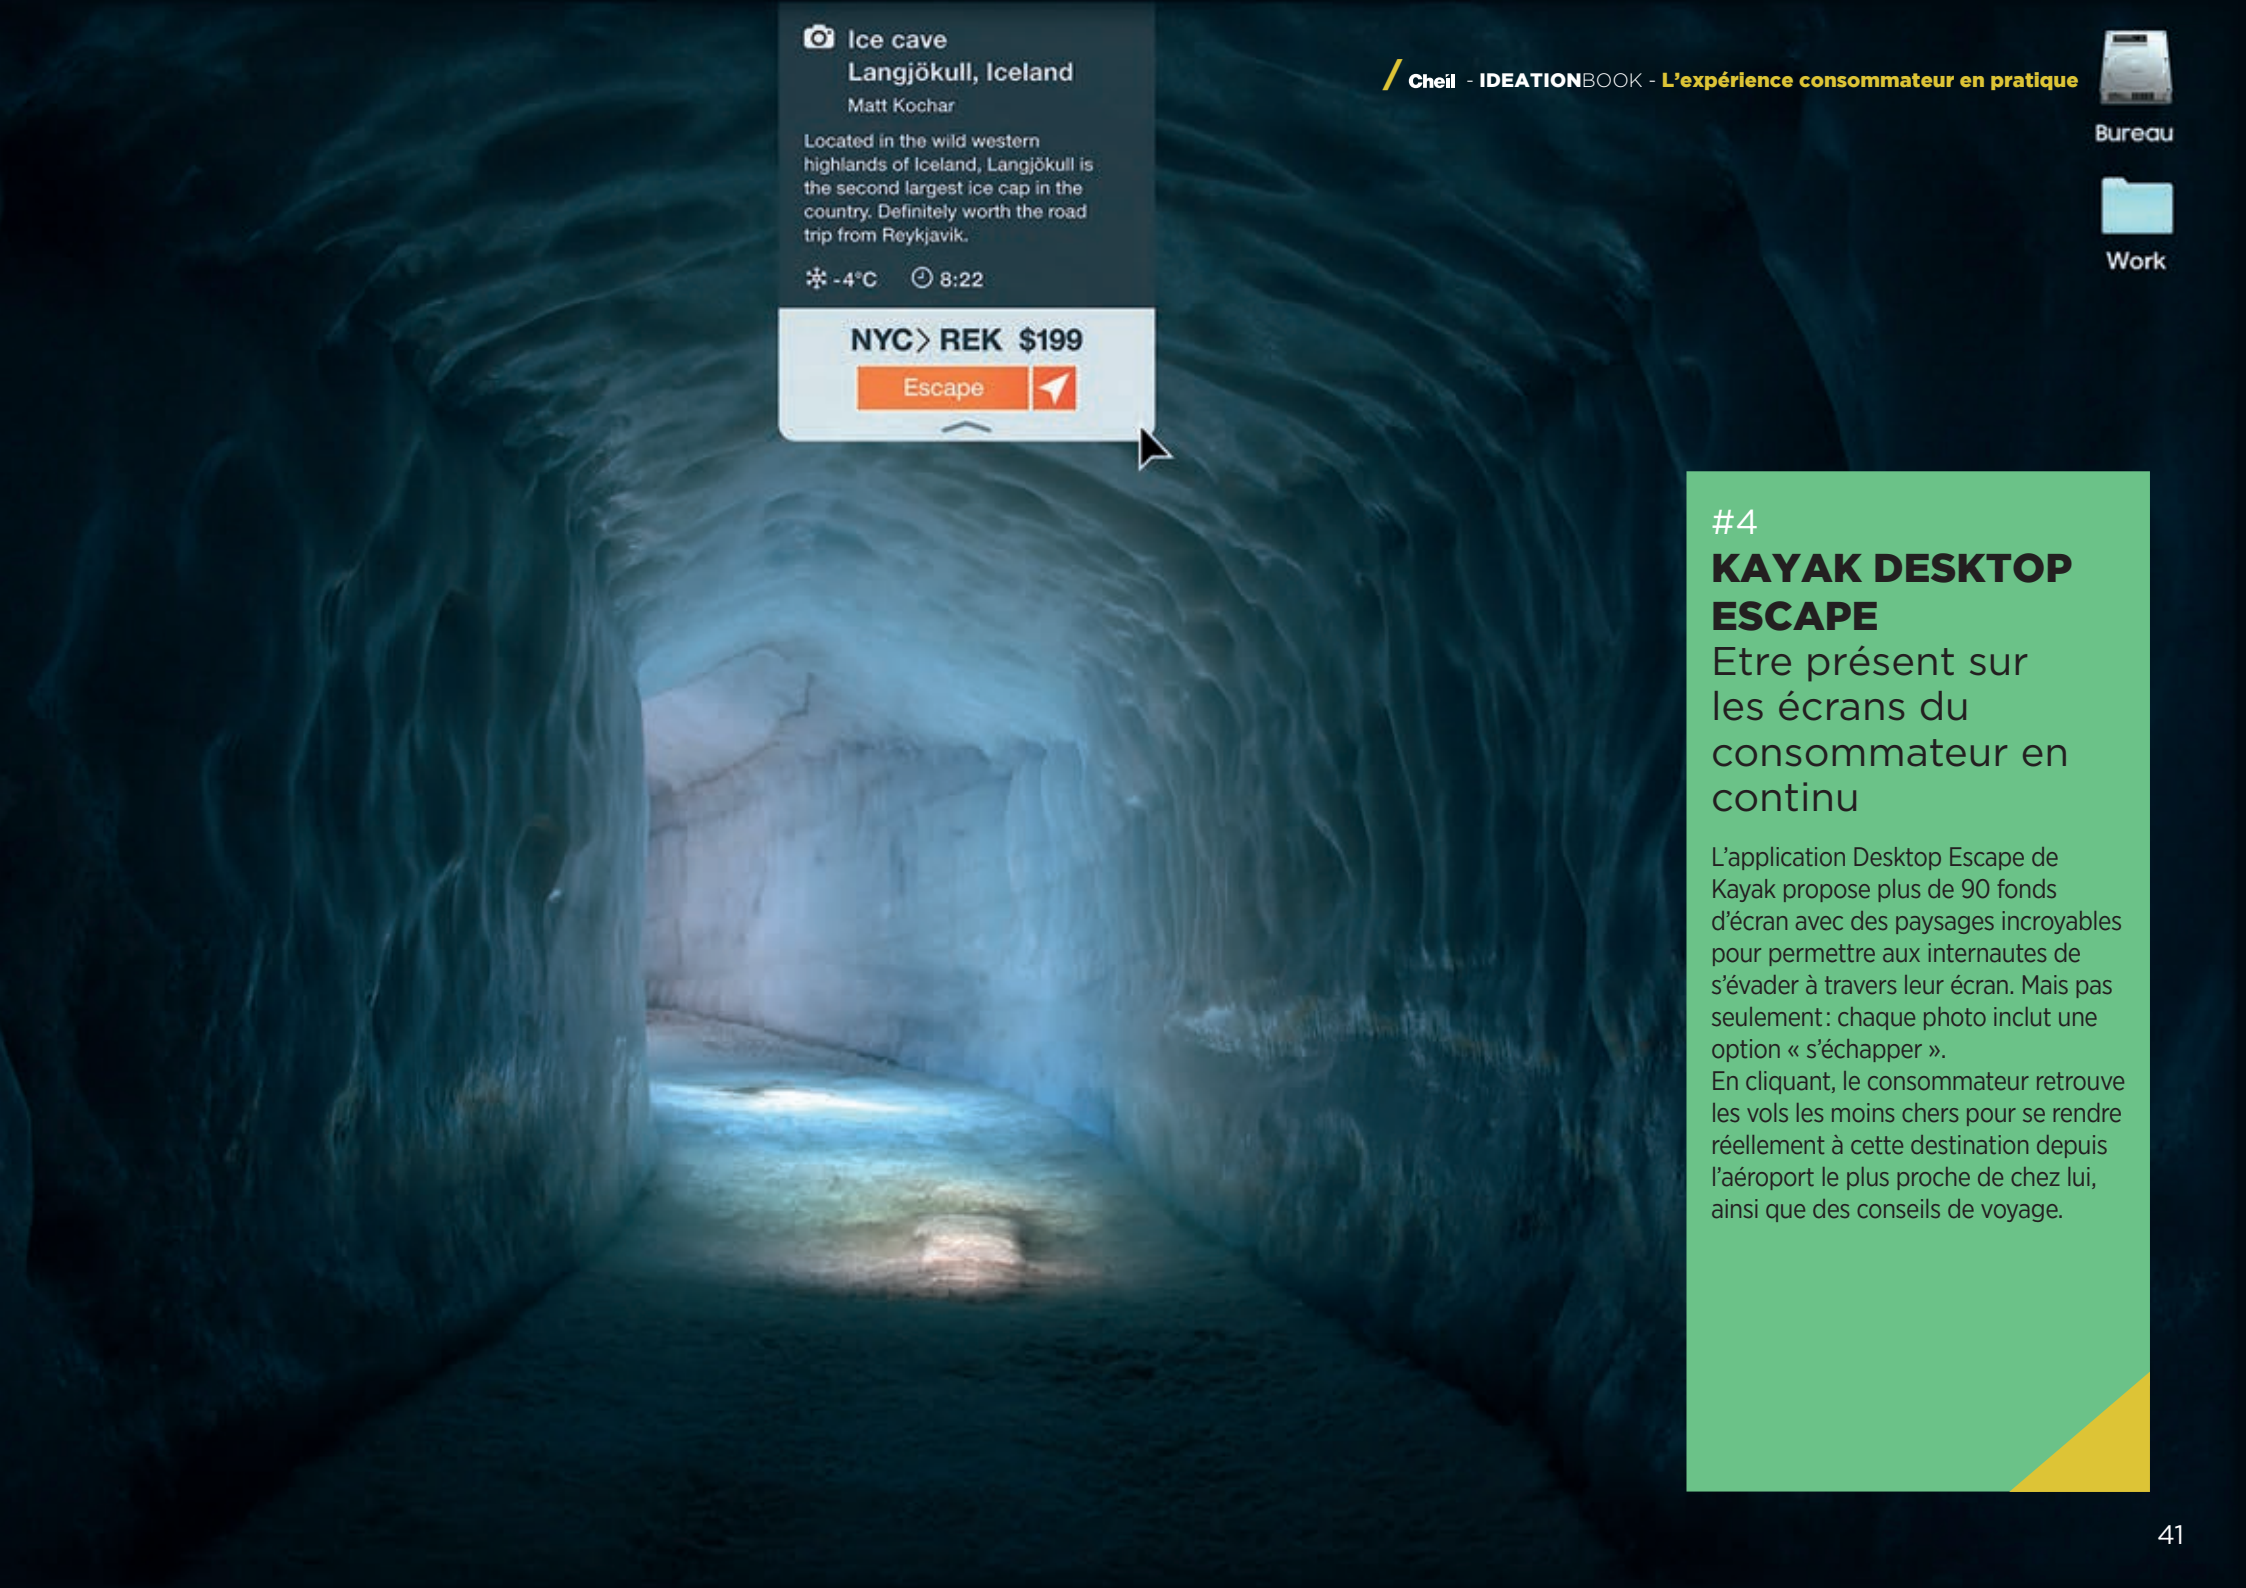 Ice cave
Langjökull, Iceland
Matt Kochar
Located in the wild western
highlands of Iceland, Langjökull is
the second largest ice cap in the
country. Definitely worth the road
trip from Reykjavik.
-4°C 8:22
NYC > REK $199
Escape
/ Cheil - IDEATIONBOOK - L’expérience consommateur en pratique
Bureau
Work
#4
KAYAK DESKTOP
ESCAPE
Etre présent sur
les écrans du
consommateur en
continu
L’application Desktop Escape de
Kayak propose plus de 90 fonds
d’écran avec des paysages incroyables
pour permettre aux internautes de
s’évader à travers leur écran. Mais pas
seulement : chaque photo inclut une
option « s’échapper ».
En cliquant, le consommateur retrouve
les vols les moins chers pour se rendre
réellement à cette destination depuis
l’aéroport le plus proche de chez lui,
ainsi que des conseils de voyage.
41